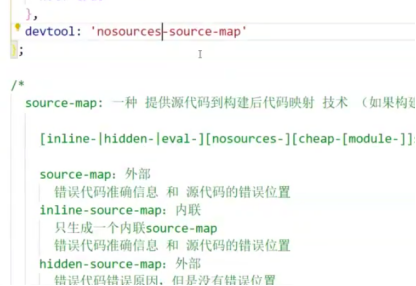 },
devtool: 'nosources-source-map'
};
/*
source-map: 一种 提供源代码到构建后代码映射 技术 （如果构建
[inline-|hidden-|eval-][nosources-][cheap-[module-]]
source-map：外部
错误代码准确信息 和 源代码的错误位置
inline-source-map：内联
只生成一个内联source-map
错误代码准确信息 和 源代码的错误位置
hidden-source-map：外部
错误代码错误原因，但是没有错误位置